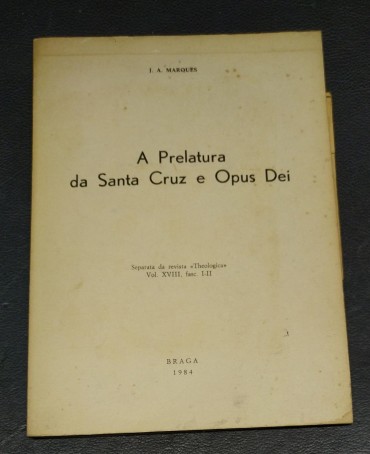 J. A. MARQUES
A Prelatura
da Santa Cruz e Opus Dei
Separata da revista «Theologica»
Vol. XVIII, fasc. I-II
BRAGA
1984